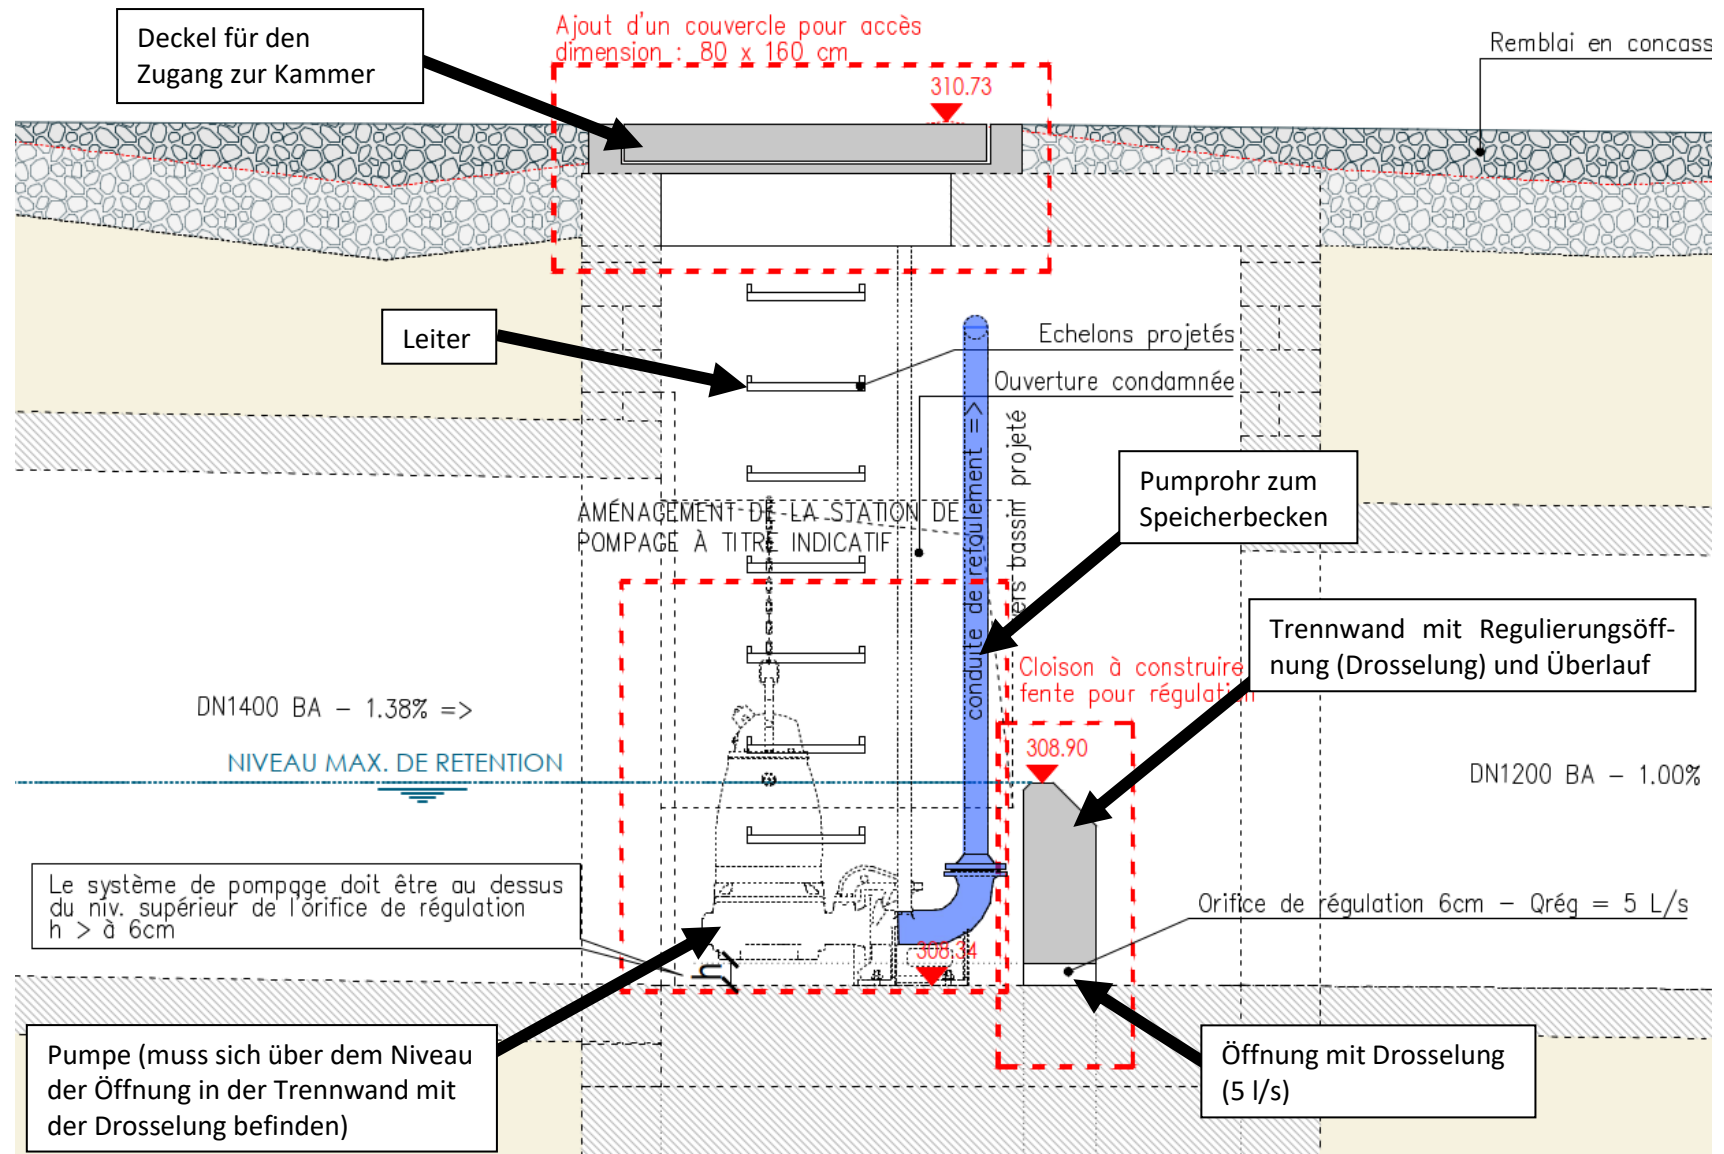 Deckel für den
Zugang zur Kammer
Ajout d'un couvercle pour accès
dimension : 80 x 160 cm
310.73
Remblai en concass
Leiter
Echelons projetés
Ouverture condamnée
conduite de refoulement =>
vers bassin projeté
Pumprohr zum
Speicherbecken
AMÉNAGEMENT DE LA STATION DE
POMPAGE À TITRE INDICATIF
Trennwand mit Regulierungsöff-
nung (Drosselung) und Überlauf
Cloison à construire
fente pour régulation
DN1400 BA - 1.38% =>
308.90
NIVEAU MAX. DE RETENTION
DN1200 BA - 1.00%
Le système de pompage doit être au dessus
du niv. supérieur de l'orifice de régulation
h > à 6cm
Orifice de régulation 6cm - Qrég = 5 L/s
308.34
h
Pumpe (muss sich über dem Niveau
der Öffnung in der Trennwand mit
der Drosselung befinden)
Öffnung mit Drosselung
(5 l/s)